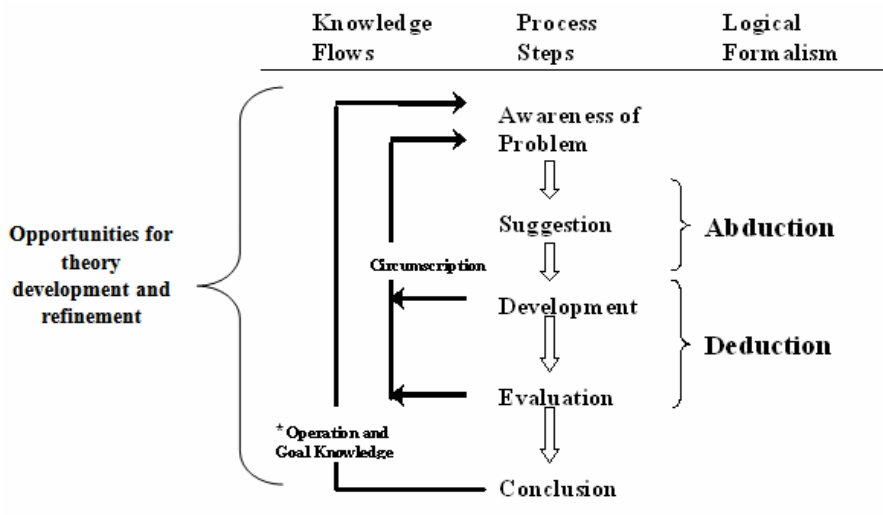 Knowledge Process Logical
Flows Steps Formalism
Awareness of
Problem
Suggestion
Abduction
Opportunities for
theory
development and
refinement
Circumscription
Development
Deduction
Evaluation
* Operation and
Goal Knowledge
Conclusion